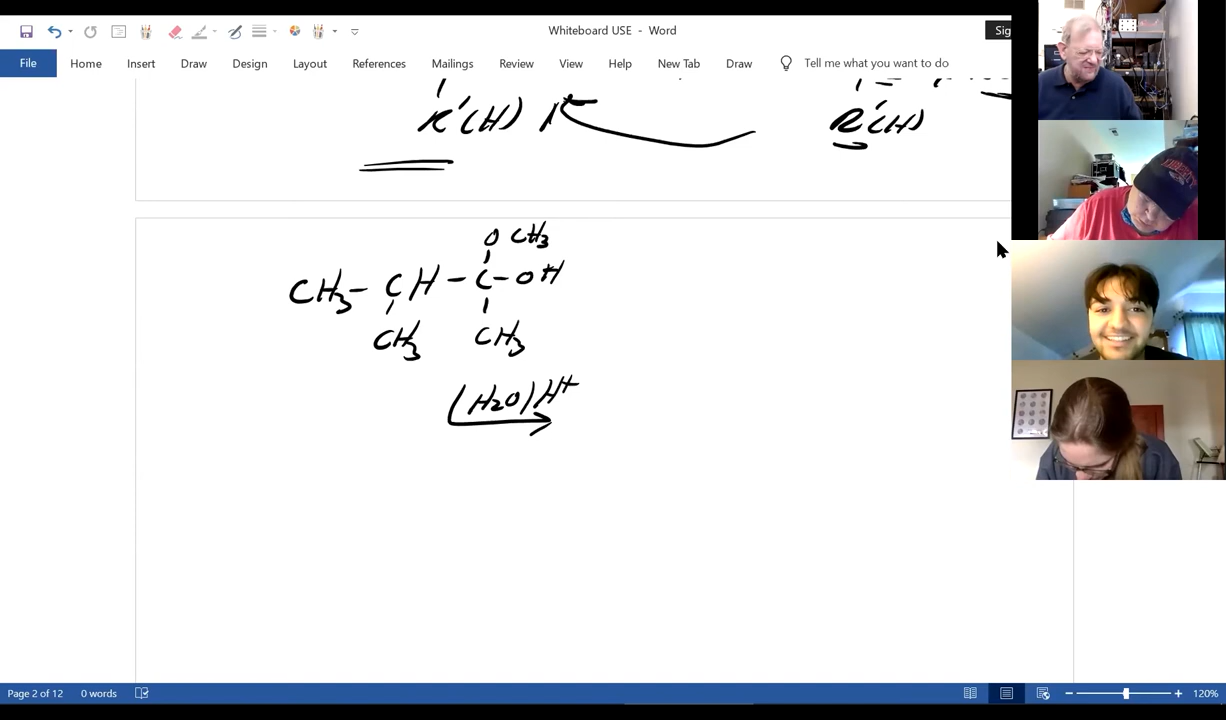 Whiteboard USE - Word
Sig
File Home Insert Draw Design Layout References Mailings Review View Help New Tab Draw Tell me what you want to do
R'(H) R'(H)
OCH3
CH3-CH-C-OH
CH3 CH3
(H2O)H+
LIBERTY
Page 2 of 12 0 words 120%